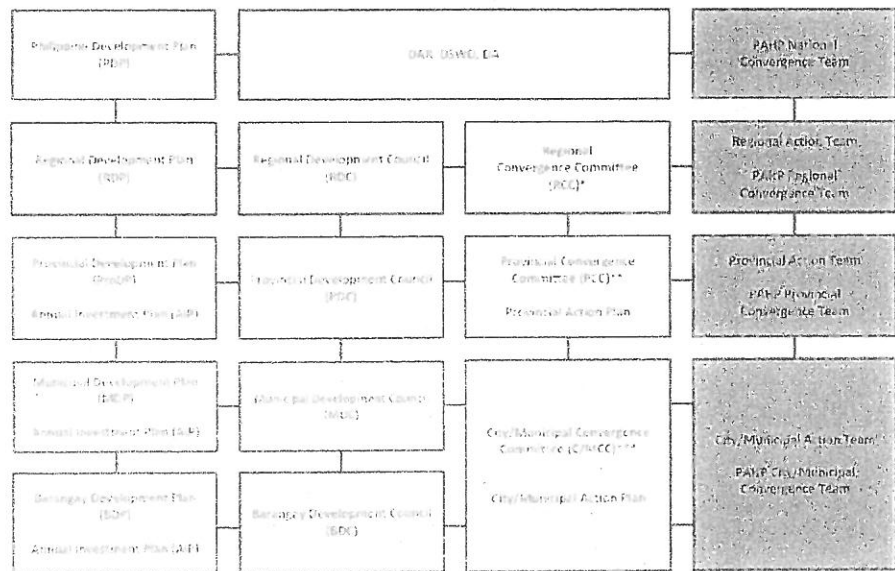 Philippine Development Plan
(PDP)
DAR, DSWD, DA
PAHP National
Convergence Team
Regional Development Plan
(RDP)
Regional Development Council
(RDC)
Regional
Convergence Committee
(RCC)*
Regional Action Team
PAHP Regional
Convergence Team
Provincial Development Plan
Annual Investment Plan (AIP)
Provincial Development Council
(PDC)
Provincial Convergence
Committee (PCC)**
Provincial Action Plan
Provincial Action Team
PAHP Provincial
Convergence Team
Municipal Development Plan
(MDP)
Annual Investment Plan (AIP)
Municipal Development Council
(MDC)
City/Municipal Convergence
Committee (C/MCC)***
City/Municipal Action Plan
City/Municipal Action Team
PAHP City/Municipal
Convergence Team
Barangay Development Plan
(BDP)
Annual Investment Plan (AIP)
Barangay Development Council
(BDC)